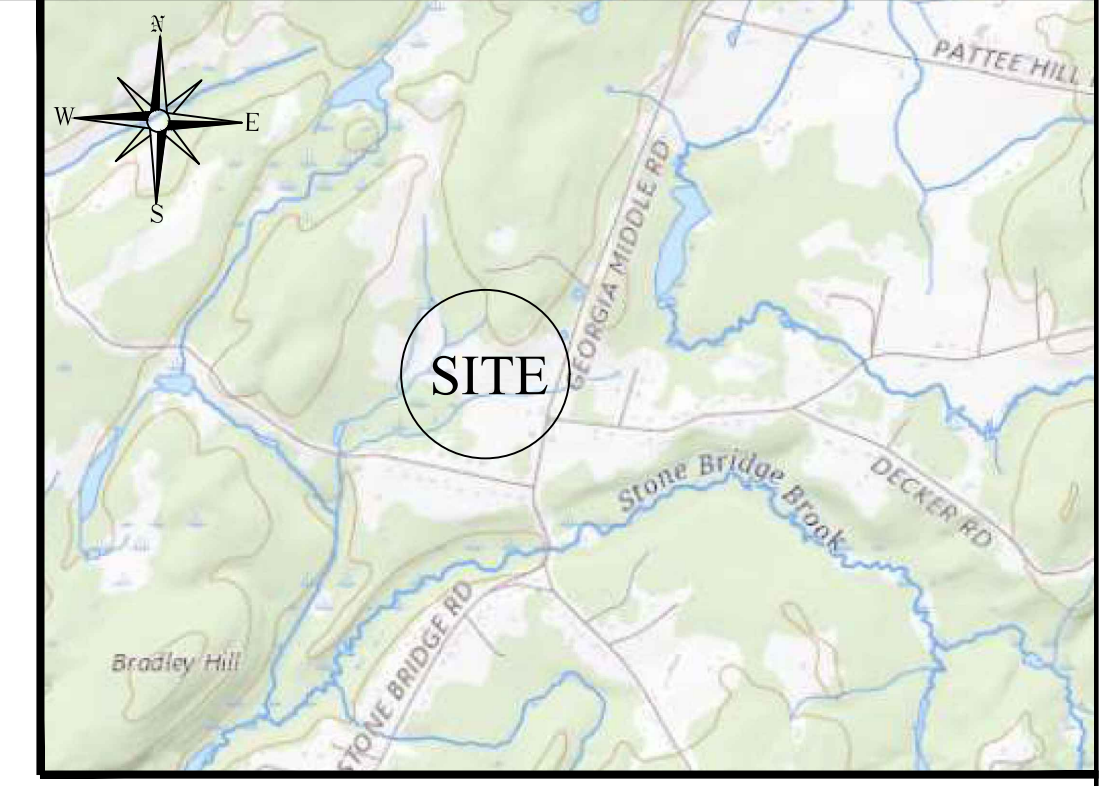 N
PATTEE HILL
W
E
S
GEORGIA MIDDLE RD
SITE
Stone Bridge Brook
DECKER RD
STONE BRIDGE RD
Bradley Hill